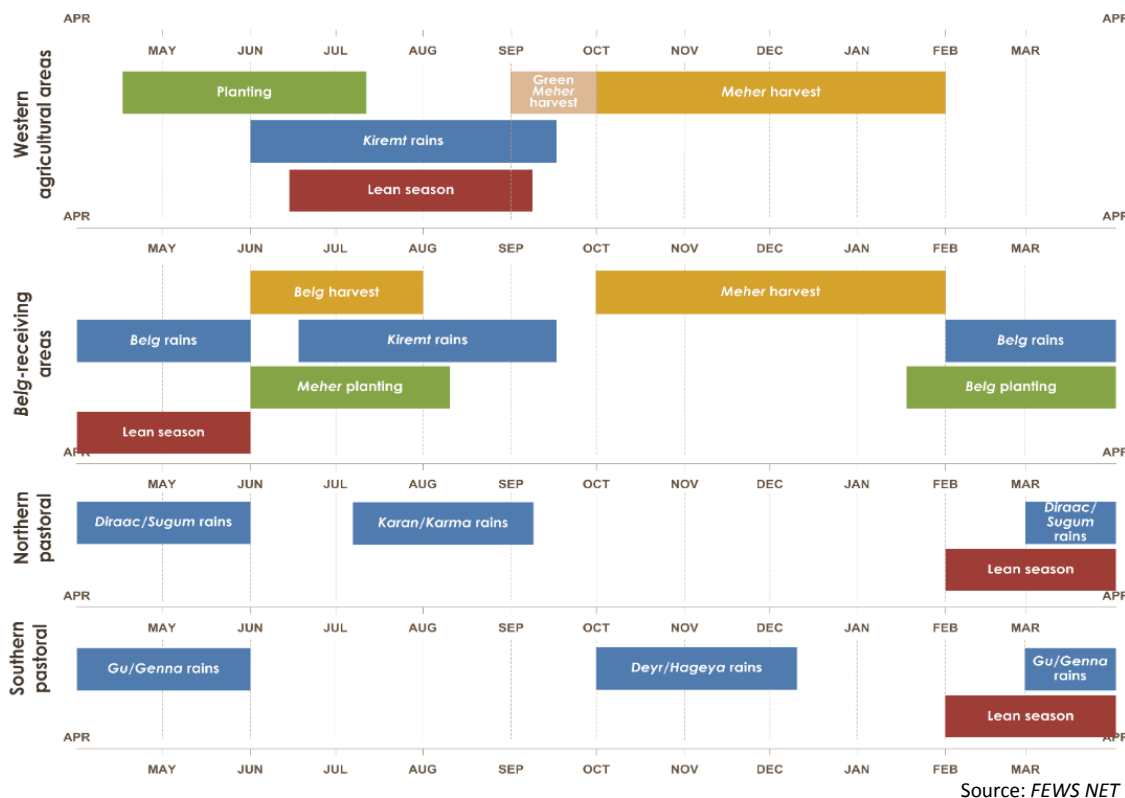 APR APR
MAY JUN JUL AUG SEP OCT NOV DEC JAN FEB MAR
Western
agricultural areas
Planting
Green
Meher
harvest
Meher harvest
Kiremt rains
Lean season
APR APR
MAY JUN JUL AUG SEP OCT NOV DEC JAN FEB MAR
Belg-receiving
areas
Belg harvest
Meher harvest
Belg rains
Kiremt rains
Belg rains
Meher planting
Belg planting
Lean season
APR APR
MAY JUN JUL AUG SEP OCT NOV DEC JAN FEB MAR
Northern
pastoral
Diraac/Sugum rains
Karan/Karma rains
Diraac/
Sugum
rains
Lean season
APR APR
MAY JUN JUL AUG SEP OCT NOV DEC JAN FEB MAR
Southern
pastoral
Gu/Genna rains
Deyr/Hageya rains
Gu/Genna
rains
Lean season
APR APR
MAY JUN JUL AUG SEP OCT NOV DEC JAN FEB MAR
Source: FEWS NET